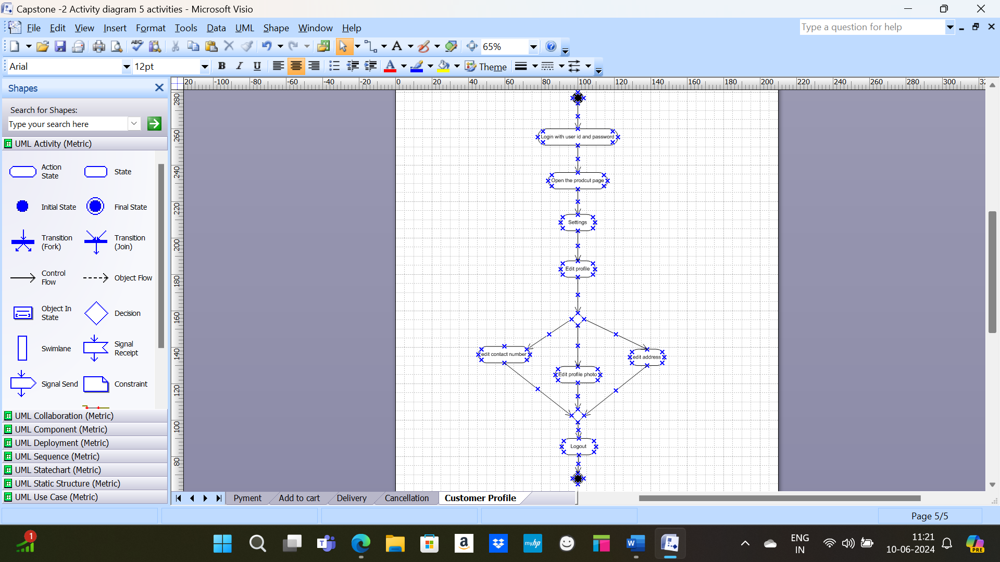 Capstone -2 Activity diagram 5 activities - Microsoft Visio
File Edit View Insert Format Tools Data UML Shape Window Help
Type a question for help
65%
Arial 12pt B I U A Theme
Shapes
Search for Shapes:
Type your search here
UML Activity (Metric)
Action State
State
Initial State
Final State
Transition (Fork)
Transition (Join)
Control Flow
Object Flow
Object In State
Decision
Swimlane
Signal Receipt
Signal Send
Constraint
UML Collaboration (Metric)
UML Component (Metric)
UML Deployment (Metric)
UML Sequence (Metric)
UML Statechart (Metric)
UML Static Structure (Metric)
UML Use Case (Metric)
20 -100 -80 -60 -40 -20 0 20 40 60 80 100 120 140 160 180 200 220 240 260 280 300
280
260
240
220
200
180
160
140
120
100
80
Login with user id and password
Open the prodcut page
Settings
Edit profile
edit contact number
edit address
Edit profile photo
Logout
Pyment Add to cart Delivery Cancellation Customer Profile
Page 5/5
1
myhp
ENG
IN
11:21
10-06-2024
PRE